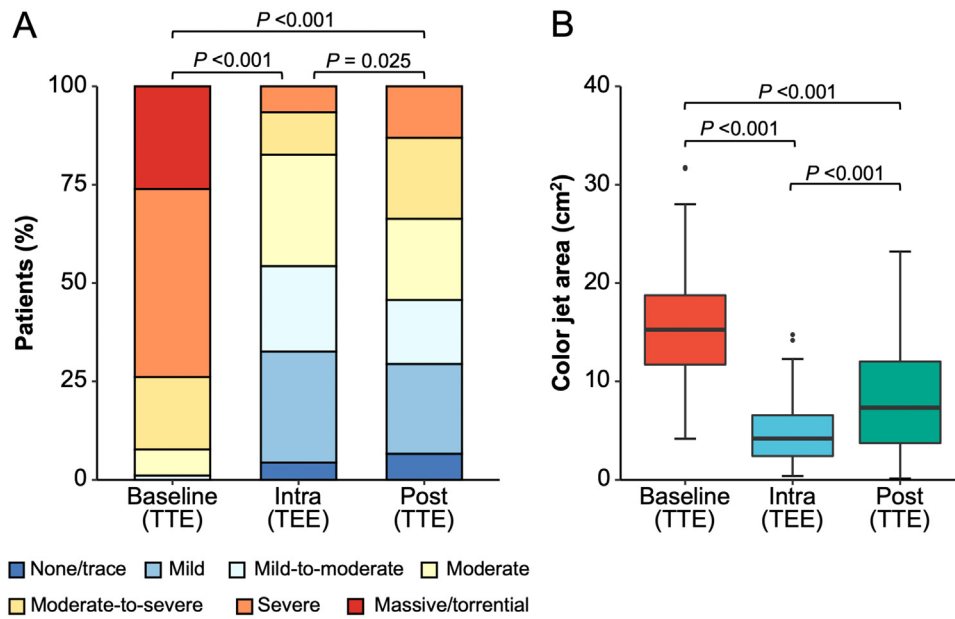 A
P <0.001
P <0.001
P = 0.025
Patients (%)
100
75
50
25
0
Baseline
(TTE)
Intra
(TEE)
Post
(TTE)
None/trace
Mild
Mild-to-moderate
Moderate
Moderate-to-severe
Severe
Massive/torrential
B
P <0.001
P <0.001
P <0.001
Color jet area (cm²)
40
30
20
10
0
Baseline
(TTE)
Intra
(TEE)
Post
(TTE)